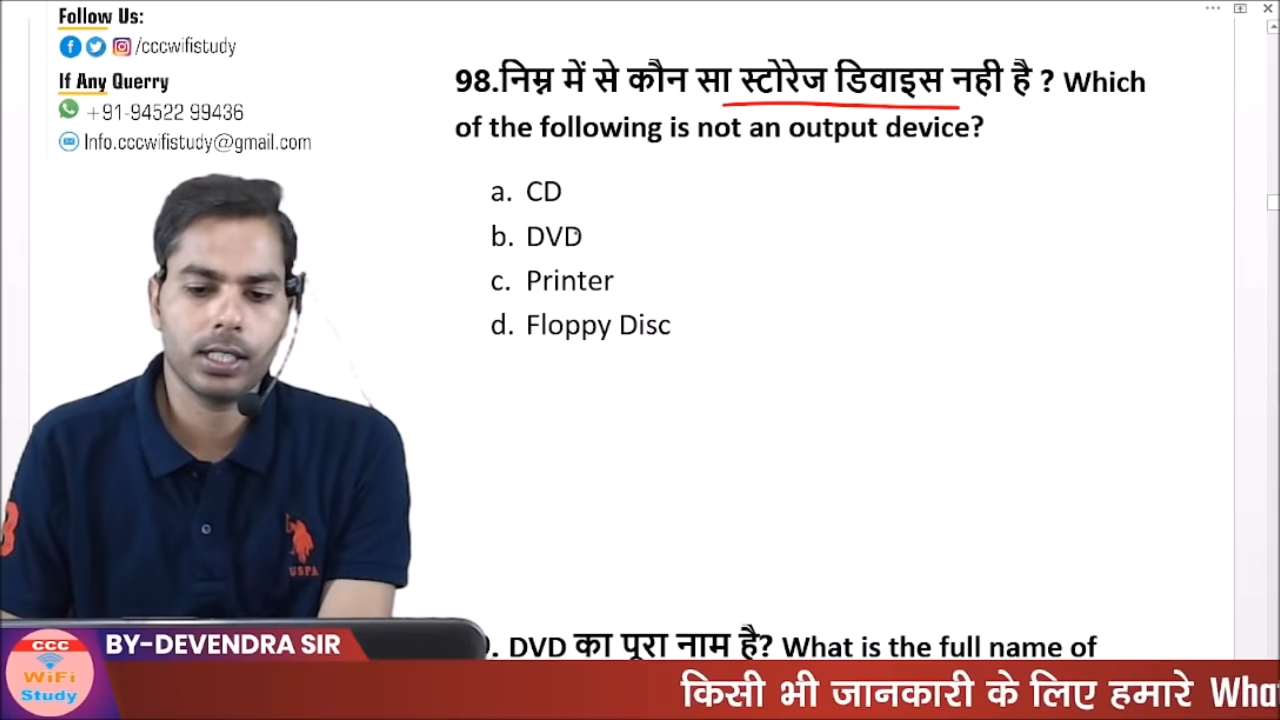 Follow Us:
/cccwifistudy
If Any Querry
+91-94522 99436
Info.cccwifistudy@gmail.com
98.निम्न में से कौन सा स्टोरेज डिवाइस नही है ? Which
of the following is not an output device?
a. CD
b. DVD
c. Printer
d. Floppy Disc
USPA
. DVD का पूरा नाम है? What is the full name of
CCC
WiFi
Study
BY-DEVENDRA SIR
किसी भी जानकारी के लिए हमारे